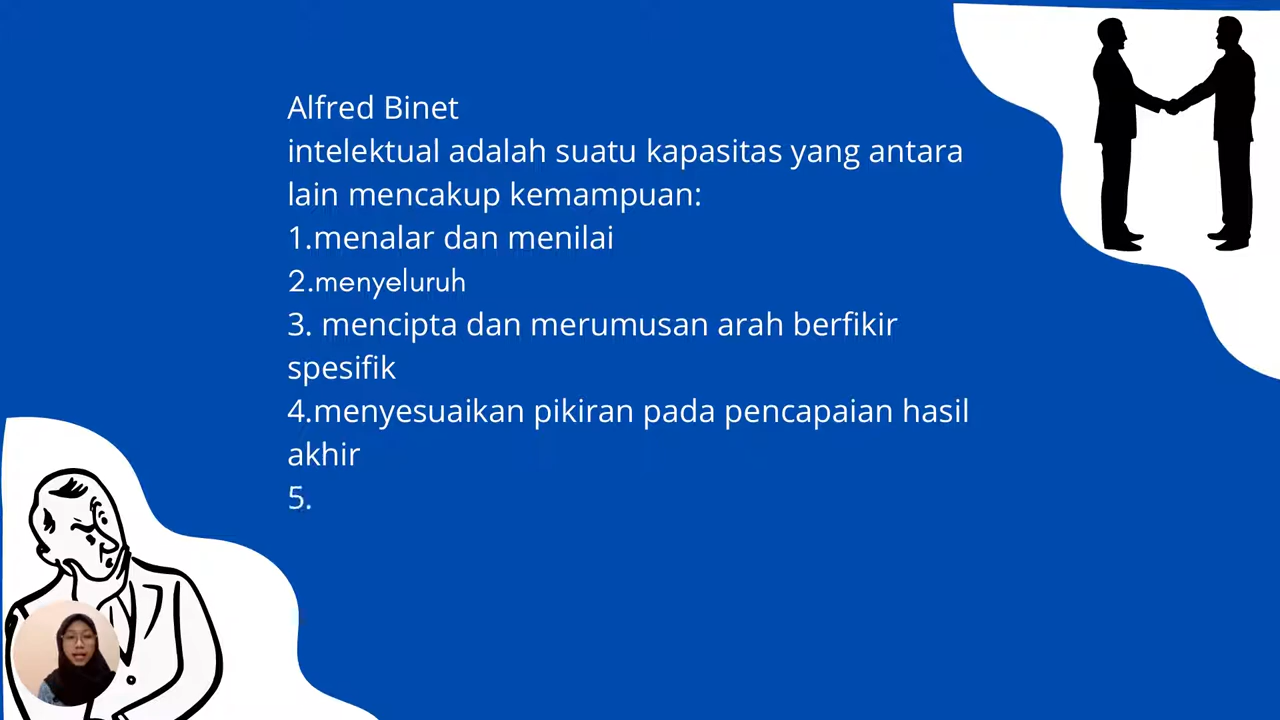 Alfred Binet
intelektual adalah suatu kapasitas yang antara
lain mencakup kemampuan:
1.menalar dan menilai
2.menyeluruh
3. mencipta dan merumusan arah berfikir
spesifik
4.menyesuaikan pikiran pada pencapaian hasil
akhir
5.